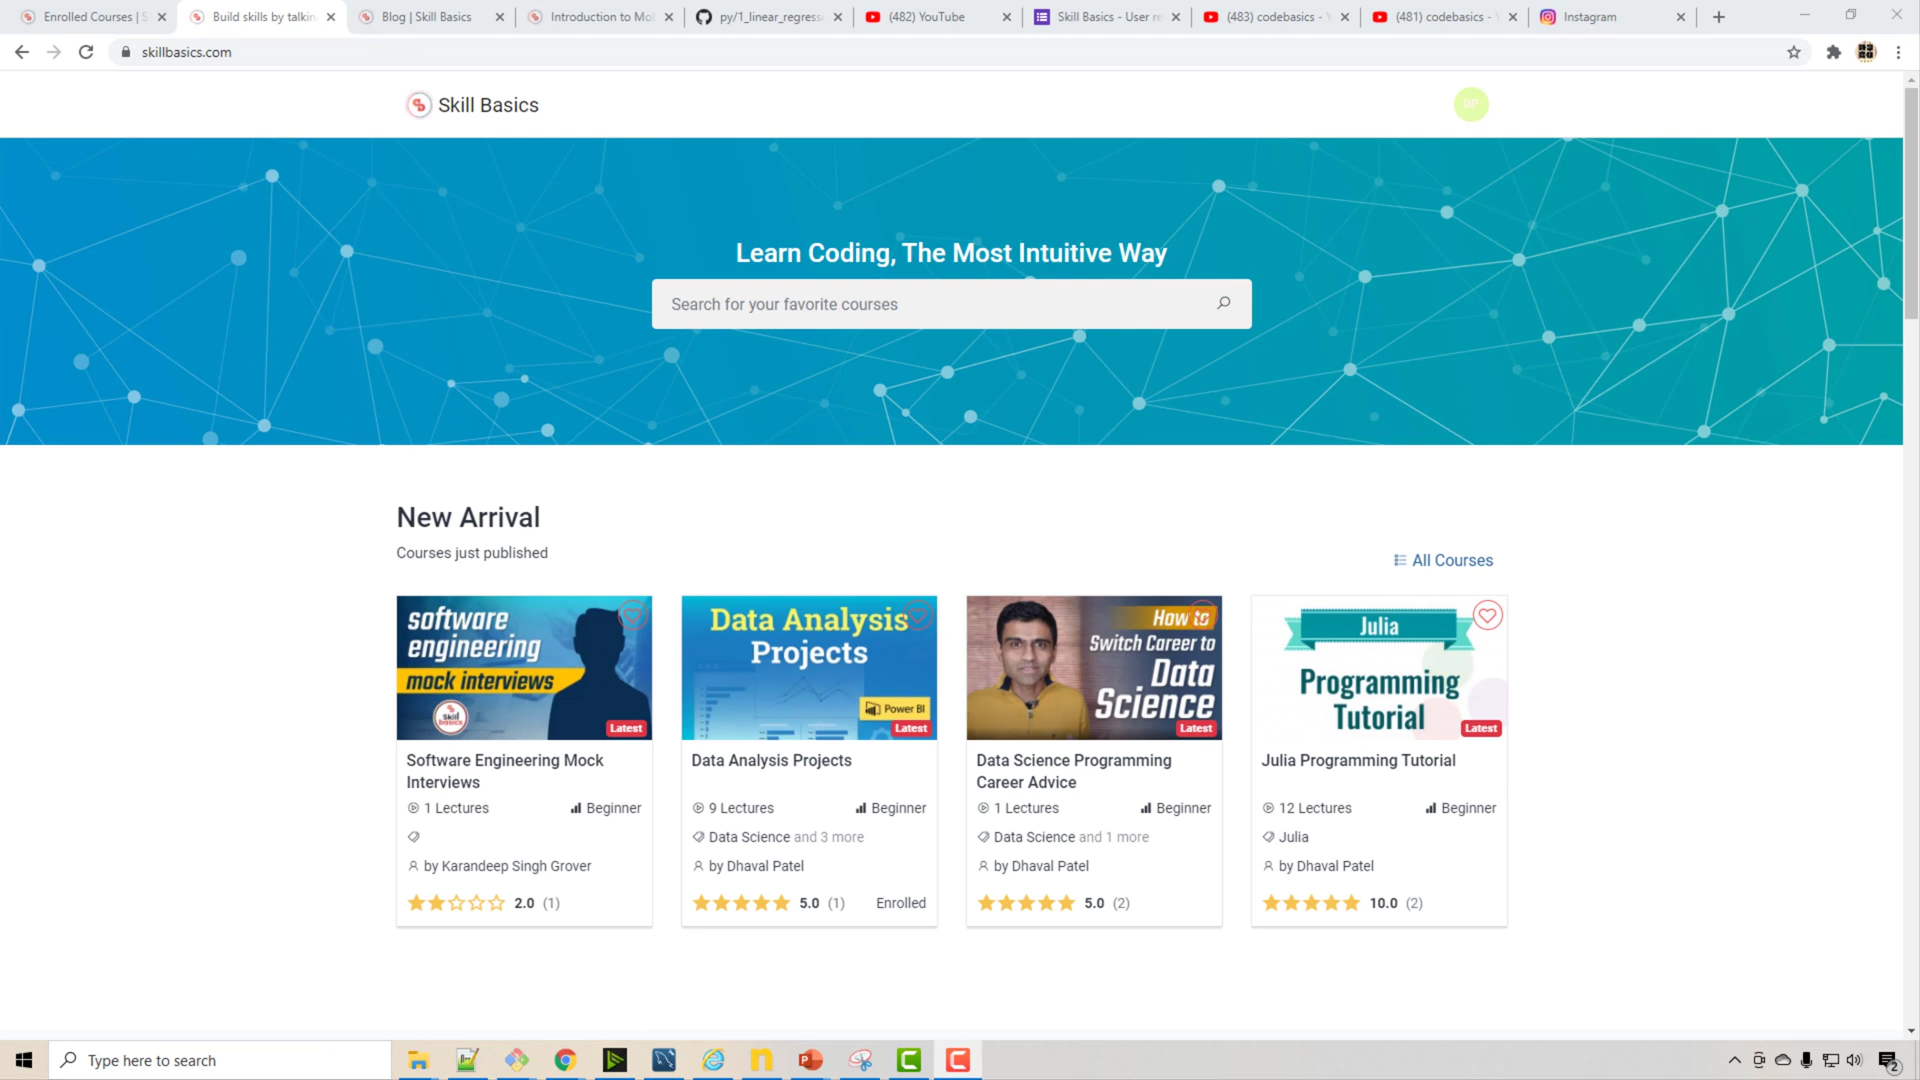 Enrolled Courses | S
Build skills by talkin
Blog | Skill Basics
Introduction to Mo
py/1_linear_regress
(482) YouTube
Skill Basics - User re
(483) codebasics -
(481) codebasics -
Instagram
skillbasics.com
Skill Basics
DP
Learn Coding, The Most Intuitive Way
Search for your favorite courses
New Arrival
Courses just published
All Courses
software
engineering
mock interviews
Skill
basics
Latest
Software Engineering Mock
Interviews
1 Lectures
Beginner
by Karandeep Singh Grover
2.0 (1)
Data Analysis
Projects
Power BI
Latest
Data Analysis Projects
9 Lectures
Beginner
Data Science and 3 more
by Dhaval Patel
5.0 (1)
Enrolled
How to
Switch Career to
Data
Science
Latest
Data Science Programming
Career Advice
1 Lectures
Beginner
Data Science and 1 more
by Dhaval Patel
5.0 (2)
Julia
Programming
Tutorial
Latest
Julia Programming Tutorial
12 Lectures
Beginner
Julia
by Dhaval Patel
10.0 (2)
Type here to search
2